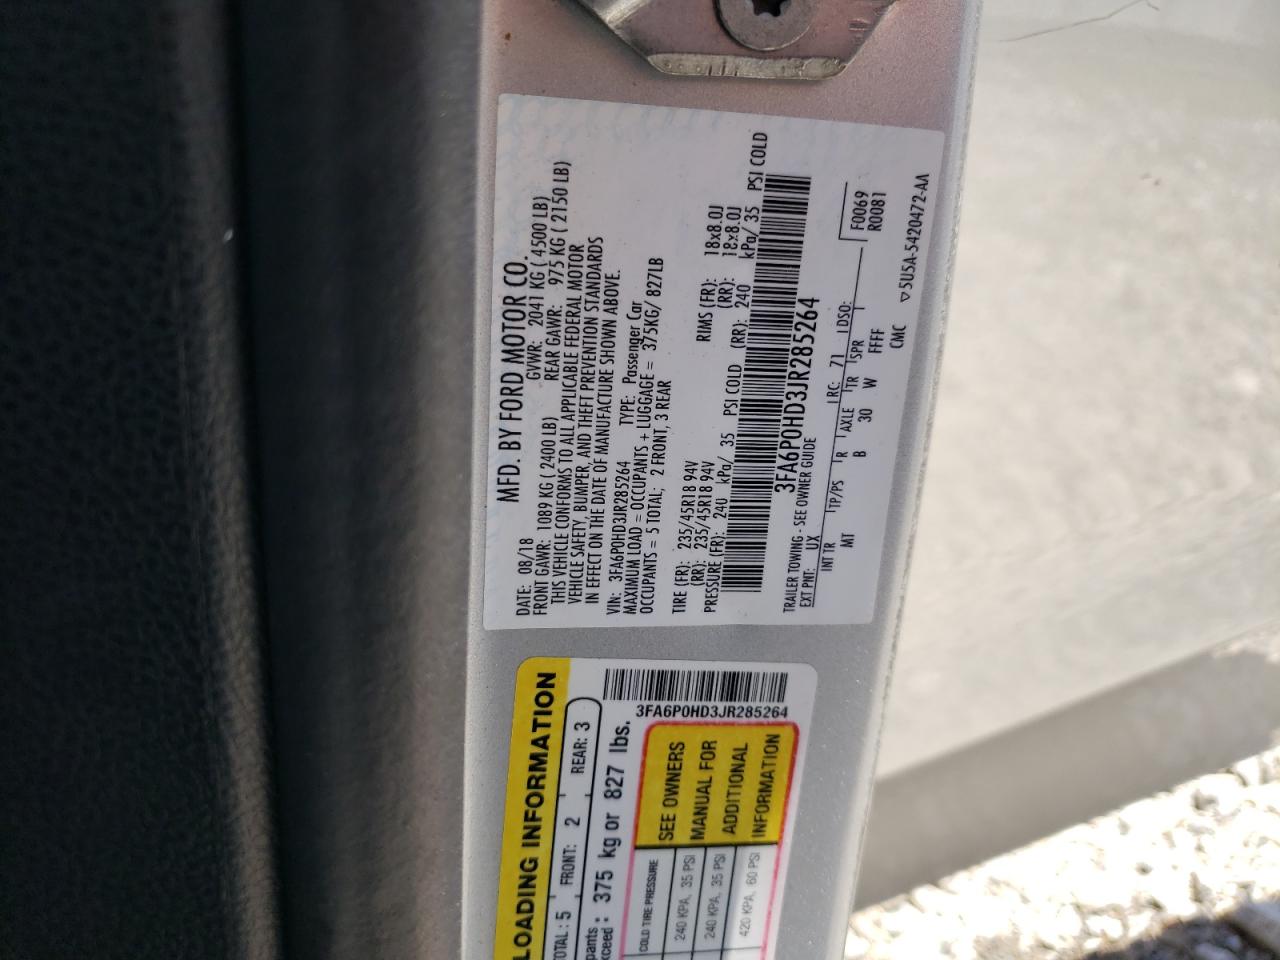 MFD. BY FORD MOTOR CO.
DATE: 08/18 GVWR: 2041 KG ( 4500 LB)
FRONT GAWR: 1089 KG ( 2400 LB) REAR GAWR: 975 KG ( 2150 LB)
THIS VEHICLE CONFORMS TO ALL APPLICABLE FEDERAL MOTOR
VEHICLE SAFETY, BUMPER, AND THEFT PREVENTION STANDARDS
IN EFFECT ON THE DATE OF MANUFACTURE SHOWN ABOVE.
VIN: 3FA6P0HD3JR285264 TYPE: Passenger Car
MAXIMUM LOAD = OCCUPANTS + LUGGAGE = 375KG/ 827LB
OCCUPANTS = 5 TOTAL: 2 FRONT, 3 REAR
TIRE (FR): 235/45R18 94V RIMS (FR): 18x8.0J
(RR): 235/45R18 94V (RR): 18x8.0J
PRESSURE (FR): 240 kPa/ 35 PSI COLD (RR): 240 kPa/ 35 PSI COLD
3FA6P0HD3JR285264
TRAILER TOWING - SEE OWNER GUIDE
EXT PNT: UX RC: 71 DSO: F0069
R0081
INT TR TP/PS R AXLE TR SPR
MT B 30 W FFFF
CMC
▽5U5A-5420472-AA
LOADING INFORMATION
TOTAL : 5 FRONT: 2 REAR: 3
pants
xceed : 375 kg or 827 lbs.
3FA6P0HD3JR285264
COLD TIRE PRESSURE
240 KPA, 35 PSI
240 KPA, 35 PSI
420 KPA, 60 PSI
SEE OWNERS
MANUAL FOR
ADDITIONAL
INFORMATION